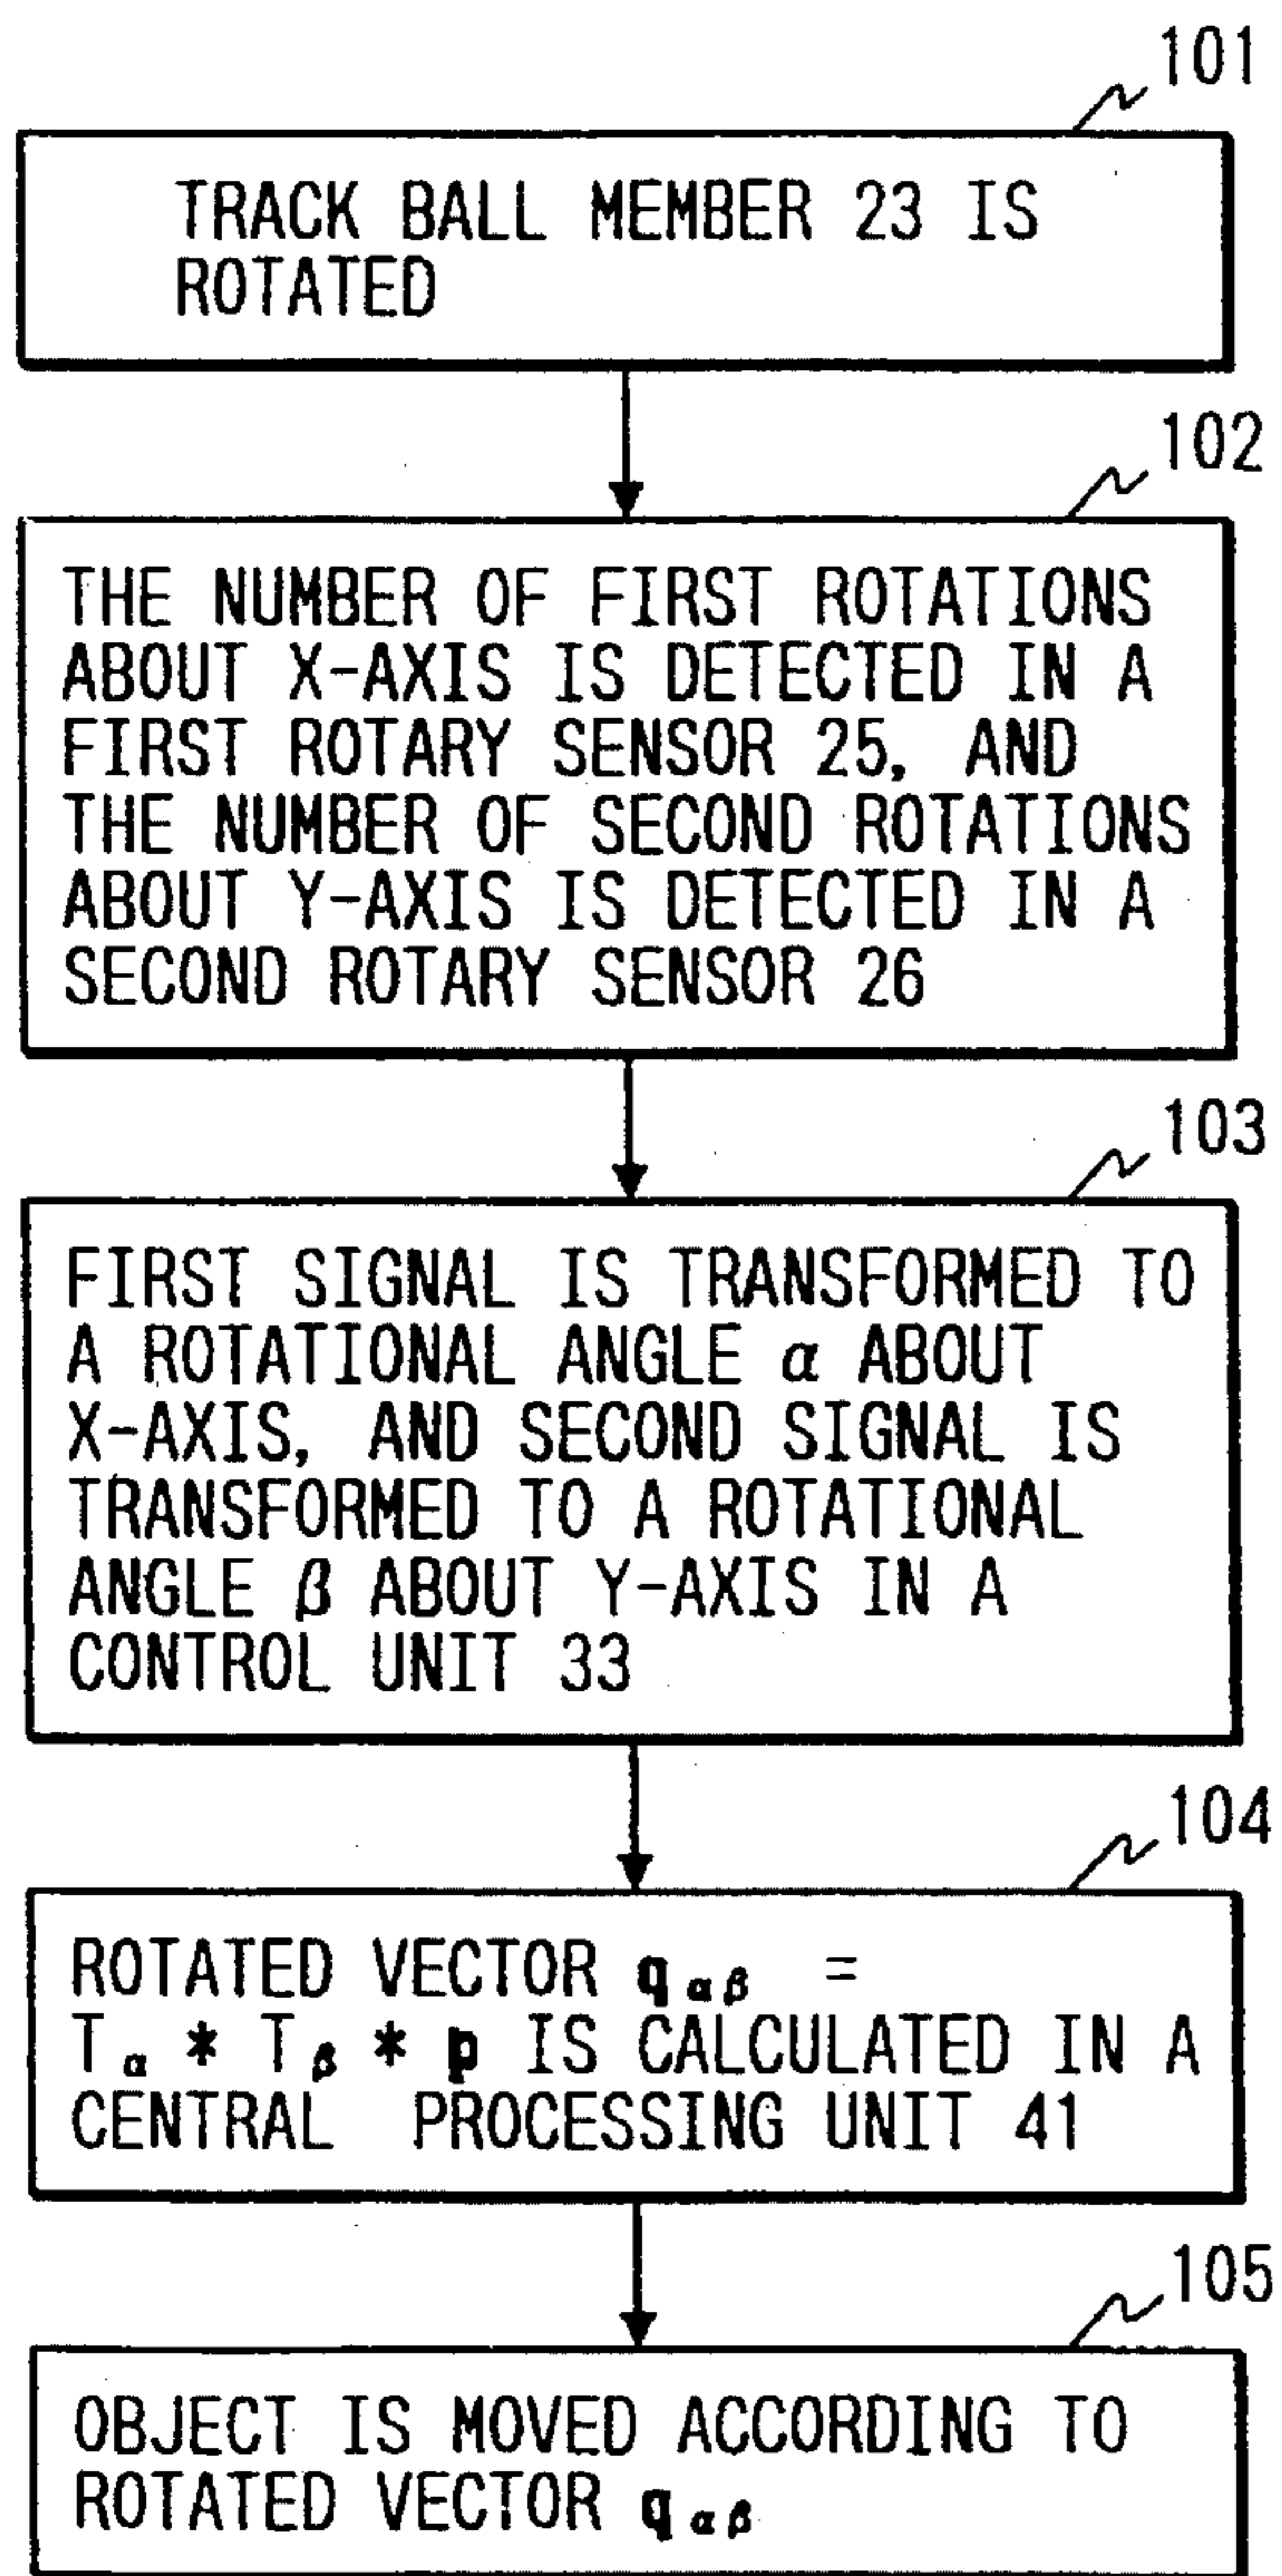 101
TRACK BALL MEMBER 23 IS
ROTATED
102
THE NUMBER OF FIRST ROTATIONS
ABOUT X-AXIS IS DETECTED IN A
FIRST ROTARY SENSOR 25, AND
THE NUMBER OF SECOND ROTATIONS
ABOUT Y-AXIS IS DETECTED IN A
SECOND ROTARY SENSOR 26
103
FIRST SIGNAL IS TRANSFORMED TO
A ROTATIONAL ANGLE α ABOUT
X-AXIS, AND SECOND SIGNAL IS
TRANSFORMED TO A ROTATIONAL
ANGLE β ABOUT Y-AXIS IN A
CONTROL UNIT 33
104
ROTATED VECTOR q αβ =
T α * T β * p IS CALCULATED IN A
CENTRAL PROCESSING UNIT 41
105
OBJECT IS MOVED ACCORDING TO
ROTATED VECTOR q αβ